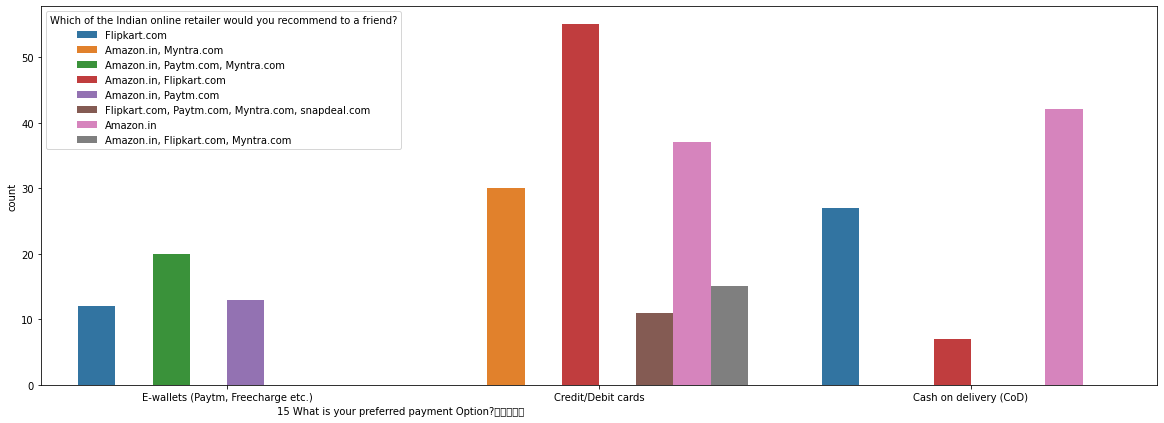 Which of the Indian online retailer would you recommend to a friend?
Flipkart.com
Amazon.in, Myntra.com
Amazon.in, Paytm.com, Myntra.com
Amazon.in, Flipkart.com
Amazon.in, Paytm.com
Flipkart.com, Paytm.com, Myntra.com, snapdeal.com
Amazon.in
Amazon.in, Flipkart.com, Myntra.com
count
50
40
30
20
10
0
E-wallets (Paytm, Freecharge etc.)
Credit/Debit cards
Cash on delivery (CoD)
15 What is your preferred payment Option?